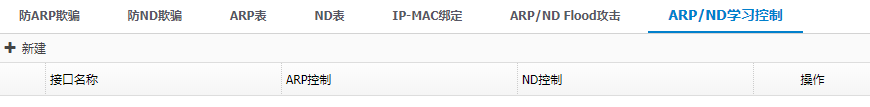 防ARP欺骗 防ND欺骗 ARP表 ND表 IP-MAC绑定 ARP/ND Flood攻击 ARP/ND学习控制
新建
接口名称 ARP控制 ND控制 操作